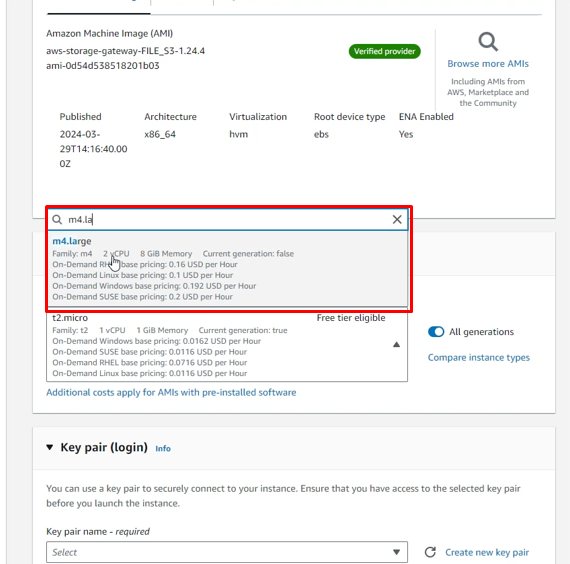 Amazon Machine Image (AMI)
aws-storage-gateway-FILE_S3-1.24.4
ami-0d54d538518201b03
Verified provider
Browse more AMIs
Including AMIs from
AWS, Marketplace and
the Community
Published Architecture Virtualization Root device type ENA Enabled
2024-03-29T14:16:40.000Z x86_64 hvm ebs Yes
m4.la
m4.large
Family: m4 2 vCPU 8 GiB Memory Current generation: false
On-Demand RHEL base pricing: 0.16 USD per Hour
On-Demand Linux base pricing: 0.1 USD per Hour
On-Demand Windows base pricing: 0.192 USD per Hour
On-Demand SUSE base pricing: 0.2 USD per Hour
t2.micro Free tier eligible
Family: t2 1 vCPU 1 GiB Memory Current generation: true
On-Demand Windows base pricing: 0.0162 USD per Hour
On-Demand SUSE base pricing: 0.0116 USD per Hour
On-Demand RHEL base pricing: 0.0716 USD per Hour
On-Demand Linux base pricing: 0.0116 USD per Hour
All generations
Compare instance types
Additional costs apply for AMIs with pre-installed software
Key pair (login) Info
You can use a key pair to securely connect to your instance. Ensure that you have access to the selected key pair
before you launch the instance.
Key pair name - required
Select
Create new key pair